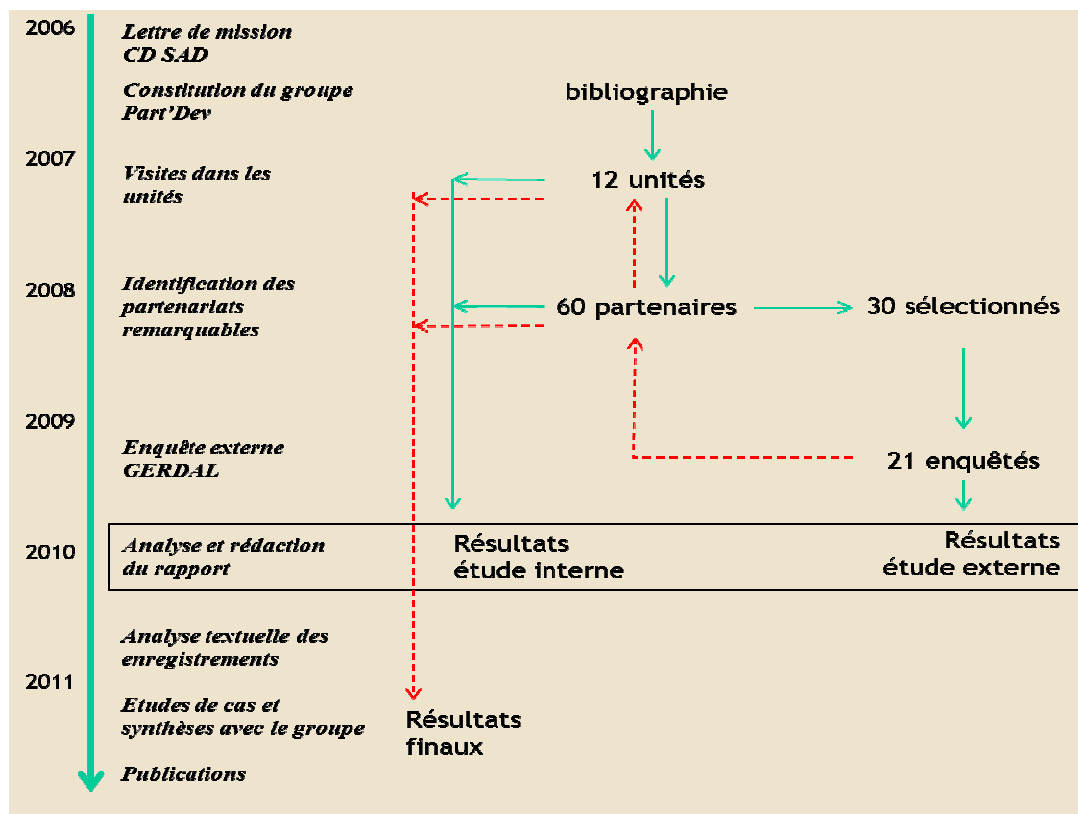 2006
Lettre de mission
CD SAD
Constitution du groupe
Part'Dev
bibliographie
2007
Visites dans les
unités
12 unités
2008
Identification des
partenariats
remarquables
60 partenaires
30 sélectionnés
2009
Enquête externe
GERDAL
21 enquêtés
2010
Analyse et rédaction
du rapport
Résultats
étude interne
Résultats
étude externe
Analyse textuelle des
enregistrements
2011
Etudes de cas et
synthèses avec le groupe
Résultats
finaux
Publications